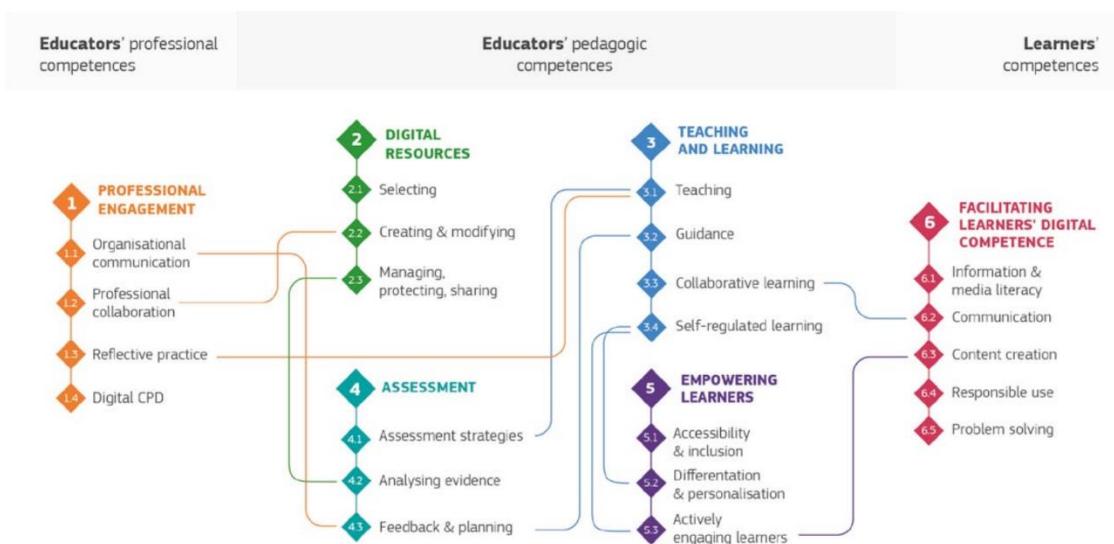 Educators' professional
competences
Educators' pedagogic
competences
Learners'
competences
1
PROFESSIONAL
ENGAGEMENT
1.1
Organisational
communication
1.2
Professional
collaboration
1.3
Reflective practice
1.4
Digital CPD
2
DIGITAL
RESOURCES
2.1
Selecting
2.2
Creating & modifying
2.3
Managing,
protecting, sharing
3
TEACHING
AND LEARNING
3.1
Teaching
3.2
Guidance
3.3
Collaborative learning
3.4
Self-regulated learning
4
ASSESSMENT
4.1
Assessment strategies
4.2
Analysing evidence
4.3
Feedback & planning
5
EMPOWERING
LEARNERS
5.1
Accessibility
& inclusion
5.2
Differentation
& personalisation
5.3
Actively
engaging learners
6
FACILITATING
LEARNERS' DIGITAL
COMPETENCE
6.1
Information &
media literacy
6.2
Communication
6.3
Content creation
6.4
Responsible use
6.5
Problem solving